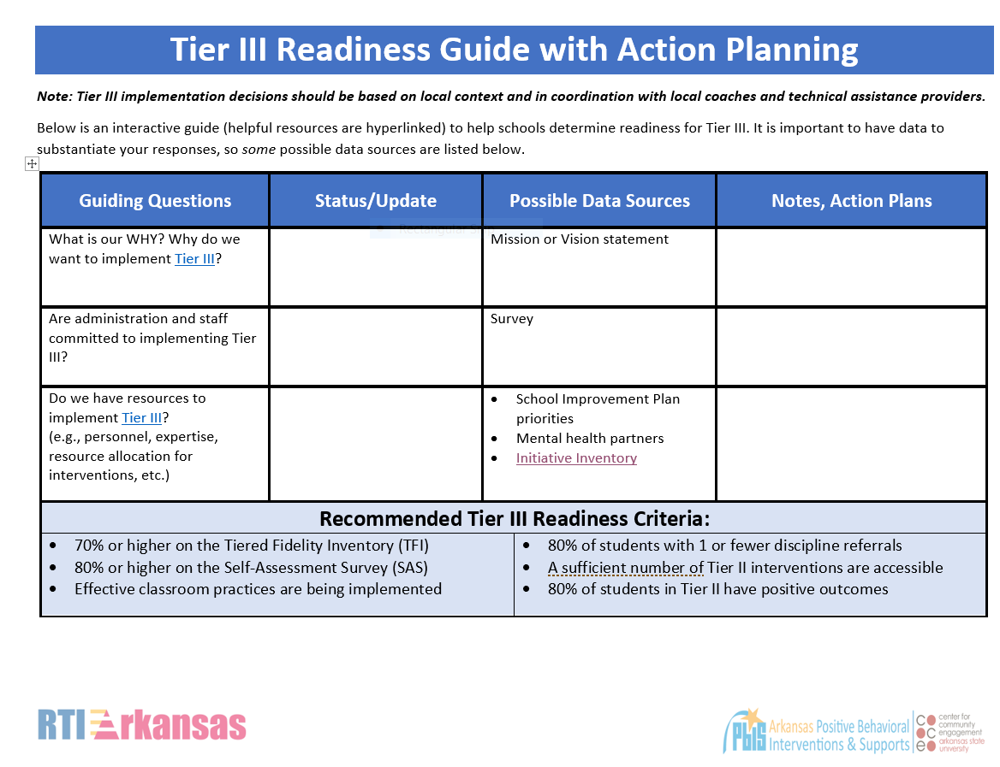 Tier III Readiness Guide with Action Planning
Note: Tier III implementation decisions should be based on local context and in coordination with local coaches and technical assistance providers.
Below is an interactive guide (helpful resources are hyperlinked) to help schools determine readiness for Tier III. It is important to have data to
substantiate your responses, so some possible data sources are listed below.
Guiding Questions
Status/Update
Possible Data Sources
Notes, Action Plans
What is our WHY? Why do we
want to implement Tier III?
Mission or Vision statement
Are administration and staff
committed to implementing Tier
III?
Survey
Do we have resources to
implement Tier III?
(e.g., personnel, expertise,
resource allocation for
interventions, etc.)
• School Improvement Plan
priorities
• Mental health partners
• Initiative Inventory
Recommended Tier III Readiness Criteria:
• 70% or higher on the Tiered Fidelity Inventory (TFI)
• 80% or higher on the Self-Assessment Survey (SAS)
• Effective classroom practices are being implemented
• 80% of students with 1 or fewer discipline referrals
• A sufficient number of Tier II interventions are accessible
• 80% of students in Tier II have positive outcomes
RTI Arkansas
PBIS
Arkansas Positive Behavioral
Interventions & Supports
center for
community
engagement
arkansas state
university